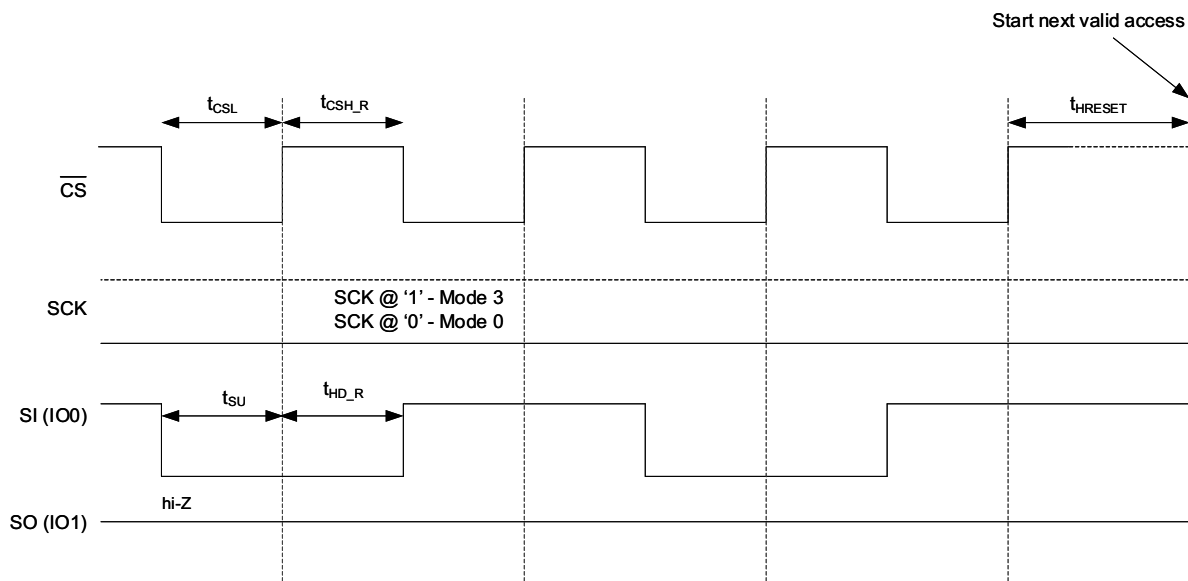 Start next valid access
tCSL
tCSH_R
tHRESET
CS
SCK
SCK @ ‘1’ - Mode 3
SCK @ ‘0’ - Mode 0
tSU
tHD_R
SI (IO0)
hi-Z
SO (IO1)